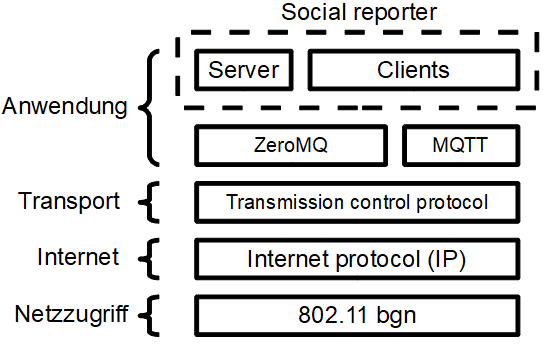 Social reporter
Server Clients
Anwendung
ZeroMQ MQTT
Transport Transmission control protocol
Internet Internet protocol (IP)
Netzzugriff 802.11 bgn